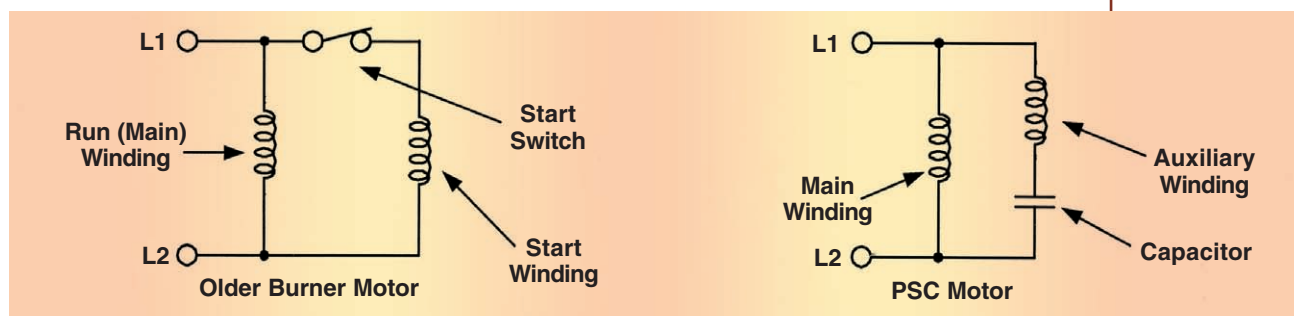 L1
Start
Switch
Run (Main)
Winding
Start
Winding
L2
Older Burner Motor
L1
Auxiliary
Winding
Main
Winding
Capacitor
L2
PSC Motor